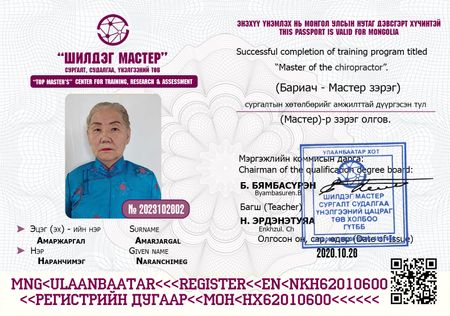 ЭНЭХҮҮ ҮНЭМЛЭХ НЬ МОНГОЛ УЛСЫН НУТАГ ДЭВСГЭРТ ХҮЧИНТЭЙ
THIS PASSPORT IS VALID FOR MONGOLIA
“ШИЛДЭГ МАСТЕР”
СУРГАЛТ, СУДАЛГАА, ҮНЭЛГЭЭНИЙ ТӨВ
"TOP MASTER'S" CENTER FOR TRAINING, RESEARCH & ASSESSMENT
Successful completion of training program titled
“Master of the chiropractor”.
(Бариач - Мастер зэрэг)
сургалтын хөтөлбөрийг амжилттай дүүргэсэн тул
(Мастер)-р зэрэг олгов.
Мэргэжлийн коммисын дарга:
Chairman of the qualification degree board:
Б. БЯМБАСҮРЭН
Byambasuren.B
Багш (Teacher)
Н. ЭРДЭНЭТУЯА
Enkhzul. Ch
Олгосон он, сар, өдөр (Date of Issue)
2020.10.28
УЛААНБААТАР ХОТ
ШИЛДЭГ МАСТЕР
СУРГАЛТ СУДАЛГАА
ҮНЭЛГЭЭНИЙ ЦАЦРАГ
ТӨВ ХОЛБОО
ГҮТББ
№ 2023102802
Эцэг (эх) - ийн нэр
Амаржаргал
Surname
Amarjargal
Нэр
Наранчимэг
Given name
Naranchimeg
MNG<ULAANBAATAR<<<REGISTER<<EN<NKH62010600
<<РЕГИСТРИЙН ДУГААР<<МОН<НХ62010600<<<<<<